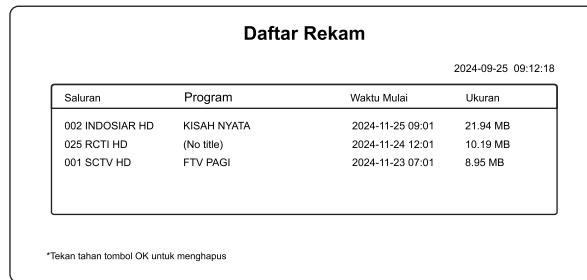 Daftar Rekam
2024-09-25 09:12:18
Saluran Program Waktu Mulai Ukuran
002 INDOSIAR HD KISAH NYATA 2024-11-25 09:01 21.94 MB
025 RCTI HD (No title) 2024-11-24 12:01 10.19 MB
001 SCTV HD FTV PAGI 2024-11-23 07:01 8.95 MB
*Tekan tahan tombol OK untuk menghapus